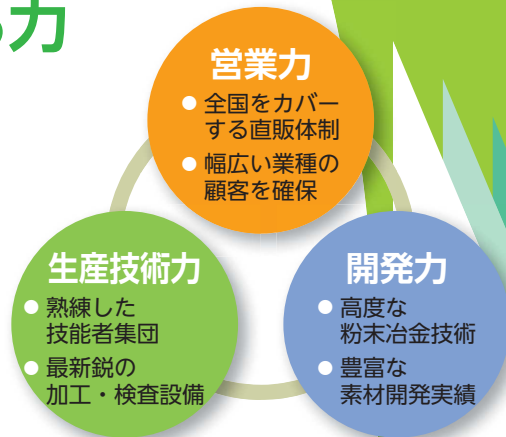 力
営業力
● 全国をカバー
する直販体制
● 幅広い業種の
顧客を確保
生産技術力
● 熟練した
技能者集団
● 最新鋭の
加工・検査設備
開発力
● 高度な
粉末冶金技術
● 豊富な
素材開発実績